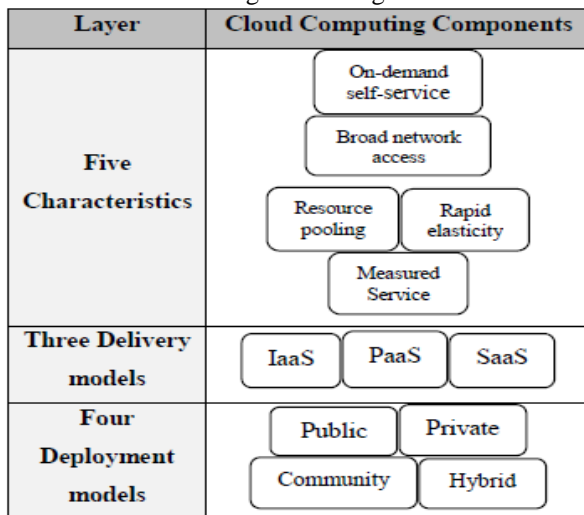 Layer
Cloud Computing Components
Five
Characteristics
On-demand
self-service
Broad network
access
Resource
pooling
Rapid
elasticity
Measured
Service
Three Delivery
models
IaaS
PaaS
SaaS
Four
Deployment
models
Public
Private
Community
Hybrid